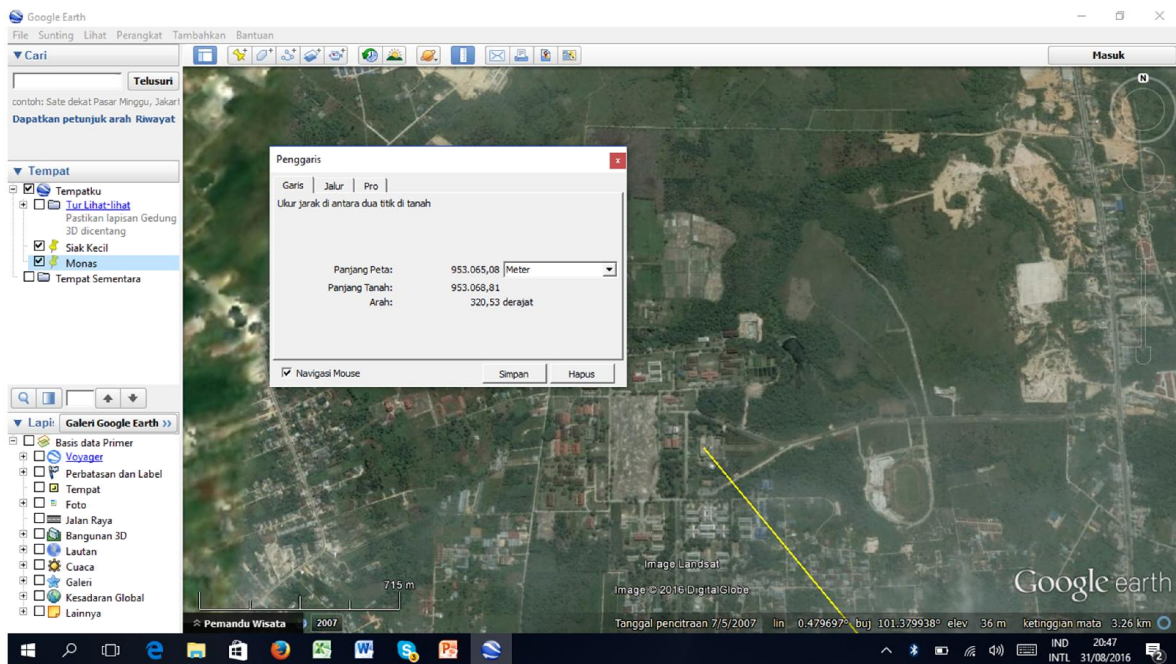 Google Earth
File Sunting Lihat Perangkat Tambahkan Bantuan
Cari
Masuk
Telusuri
contoh: Sate dekat Pasar Minggu, Jakart
Dapatkan petunjuk arah Riwayat
N
Tempat
Tempatku
Tur Lihat-lihat
Pastikan lapisan Gedung
3D dicentang
Siak Kecil
Monas
Tempat Sementara
Penggaris
x
Garis Jalur Pro
Ukur jarak di antara dua titik di tanah
Panjang Peta: 953.065,08 Meter
Panjang Tanah: 953.068,81
Arah: 320,53 derajat
Navigasi Mouse Simpan Hapus
Lapi: Galeri Google Earth >>
Basis data Primer
Voyager
Perbatasan dan Label
Tempat
Foto
Jalan Raya
Bangunan 3D
Lautan
Cuaca
Galeri
Kesadaran Global
Lainnya
715 m
Image Landsat
Image © 2016 DigitalGlobe
Google earth
Pemandu Wisata 2007
Tanggal pencitraan 7/5/2007 lin 0.479697° buj 101.379938° elev 36 m ketinggian mata 3.26 km
IND
INTL
20:47
31/08/2016
2